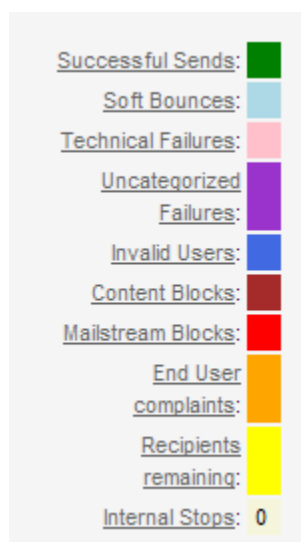 Successful Sends:
Soft Bounces:
Technical Failures:
Uncategorized
Failures:
Invalid Users:
Content Blocks:
Mailstream Blocks:
End User
complaints:
Recipients
remaining:
Internal Stops: 0